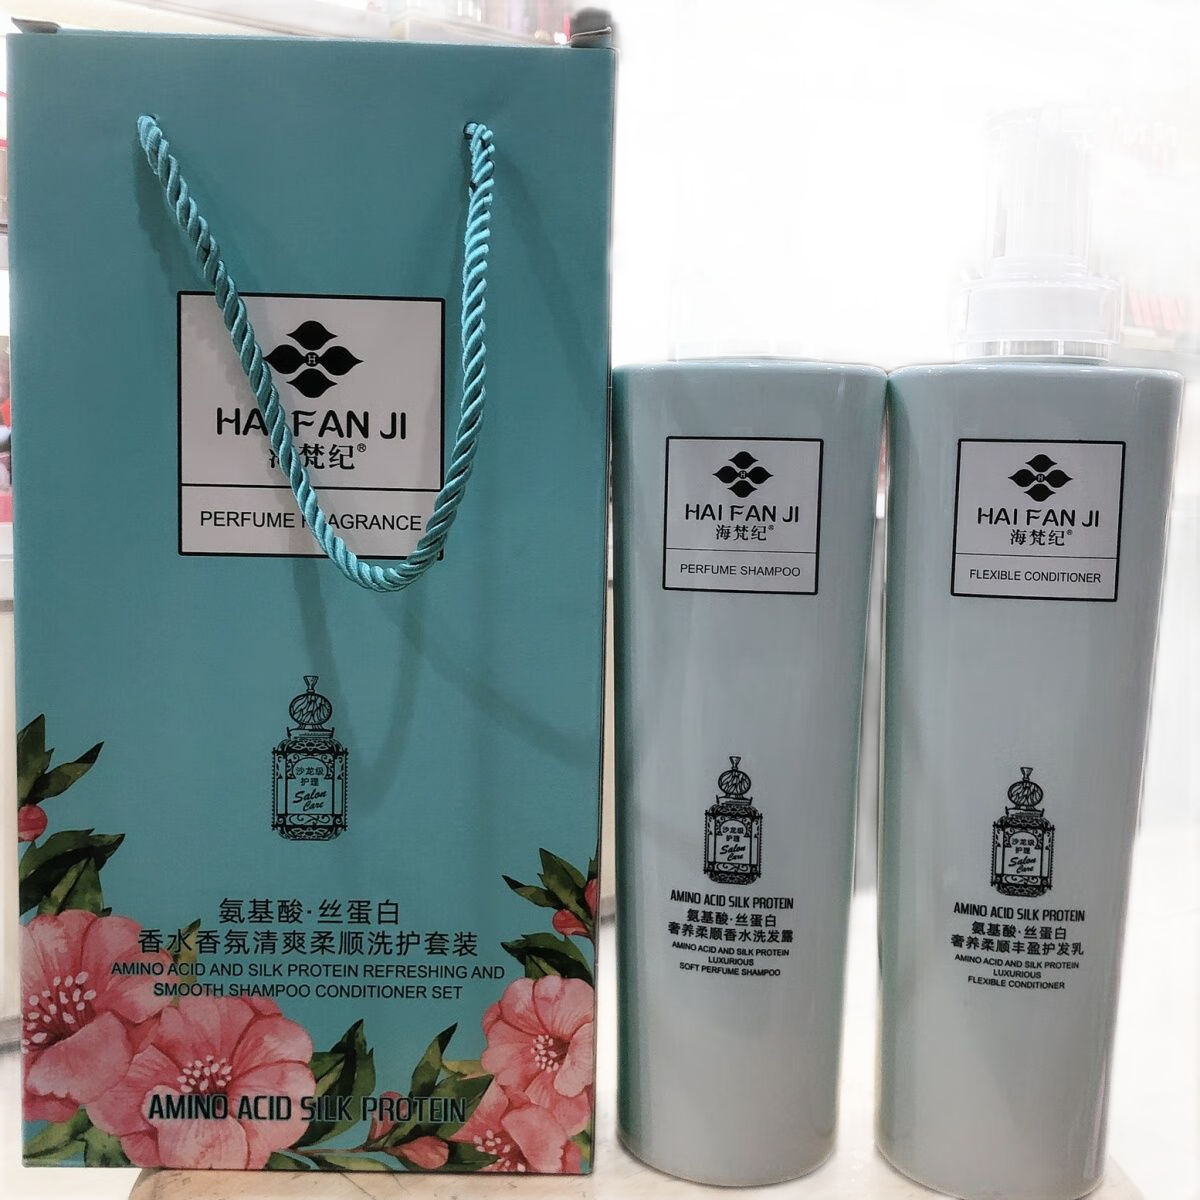 HAI FAN JI
海梵纪®
PERFUME FRAGRANCE
沙龙级
护理
Salon
Care
氨基酸·丝蛋白
香水香氛清爽柔顺洗护套装
AMINO ACID AND SILK PROTEIN REFRESHING AND
SMOOTH SHAMPOO CONDITIONER SET
AMINO ACID SILK PROTEIN
HAI FAN JI
海梵纪®
PERFUME SHAMPOO
沙龙级
护理
Salon
Care
AMINO ACID SILK PROTEIN
氨基酸·丝蛋白
奢养柔顺香水洗发露
AMINO ACID AND SILK PROTEIN
LUXURIOUS
SOFT PERFUME SHAMPOO
HAI FAN JI
海梵纪®
FLEXIBLE CONDITIONER
沙龙级
护理
Salon
Care
AMINO ACID SILK PROTEIN
氨基酸·丝蛋白
奢养柔顺丰盈护发乳
AMINO ACID AND SILK PROTEIN
LUXURIOUS
FLEXIBLE CONDITIONER